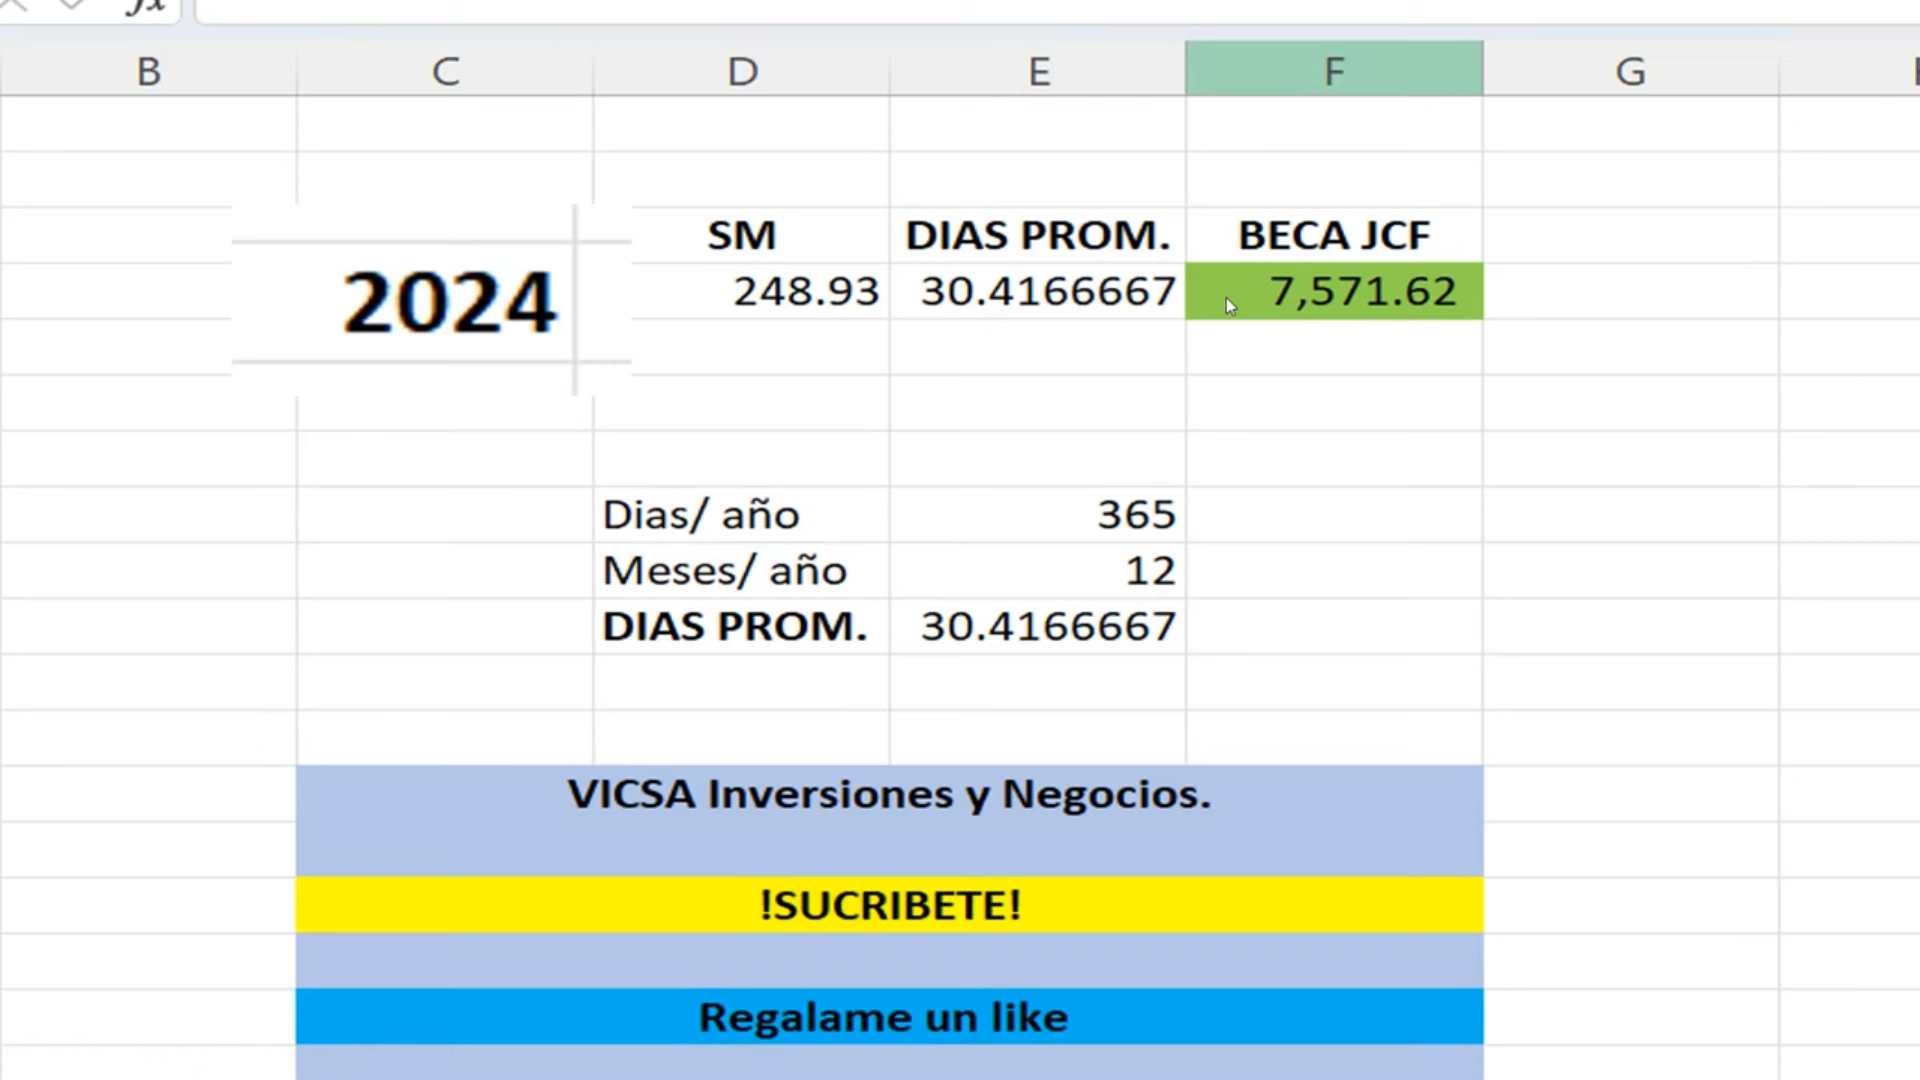 fx
B C D E F G
SM DIAS PROM. BECA JCF
2024 248.93 30.4166667 7,571.62
Dias/ año 365
Meses/ año 12
DIAS PROM. 30.4166667
VICSA Inversiones y Negocios.
!SUCRIBETE!
Regalame un like